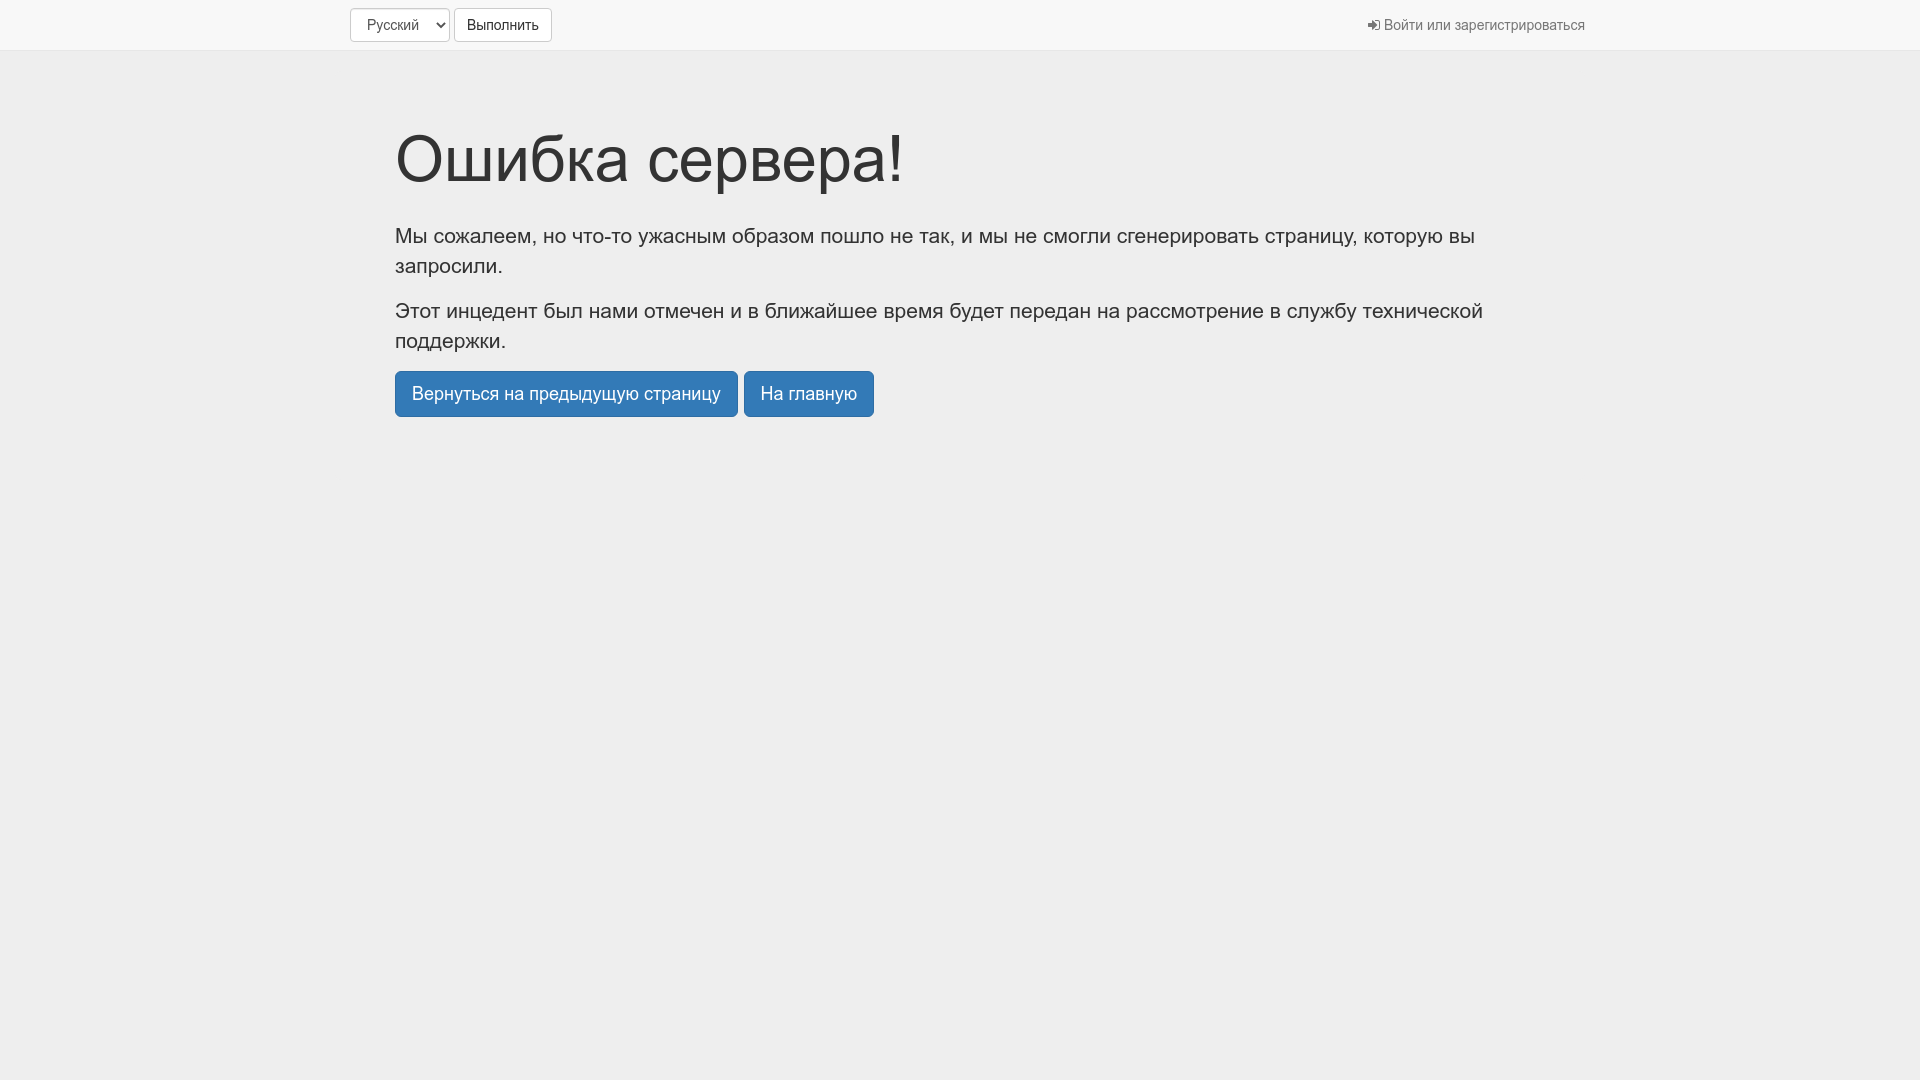 Русский Выполнить Войти или зарегистрироваться
Ошибка сервера!
Мы сожалеем, но что-то ужасным образом пошло не так, и мы не смогли сгенерировать страницу, которую вы
запросили.
Этот инцедент был нами отмечен и в ближайшее время будет передан на рассмотрение в службу технической
поддержки.
Вернуться на предыдущую страницу На главную